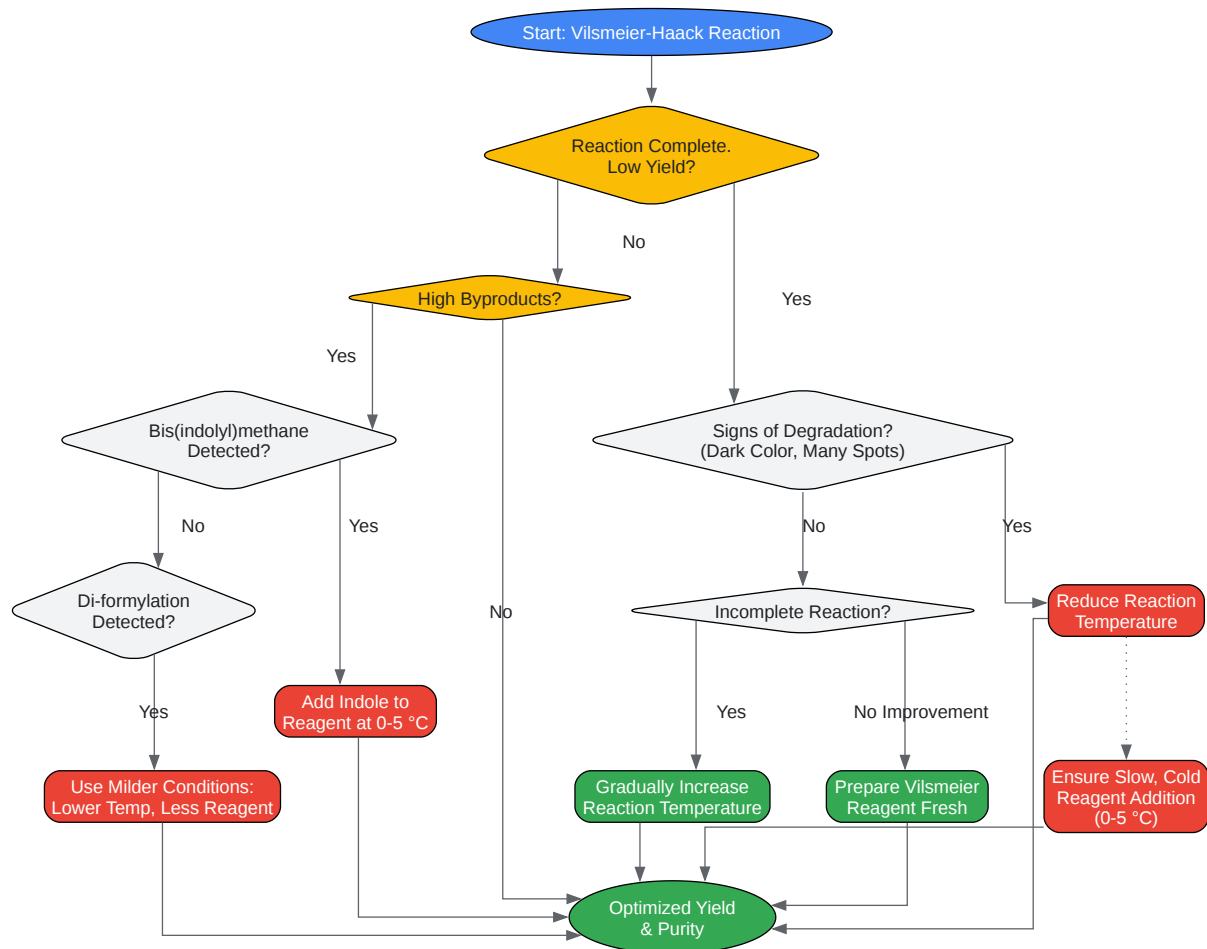 Start: Vilsmeier-Haack Reaction
Reaction Complete.
Low Yield?
No
High Byproducts?
Yes
Yes
Bis(indolyl)methane
Detected?
Signs of Degradation?
(Dark Color, Many Spots)
No
Yes
No
Yes
Di-formylation
Detected?
No
Incomplete Reaction?
Reduce Reaction
Temperature
Yes
Add Indole to
Reagent at 0-5 °C
Yes
No Improvement
Use Milder Conditions:
Lower Temp, Less Reagent
Gradually Increase
Reaction Temperature
Prepare Vilsmeier
Reagent Fresh
Ensure Slow, Cold
Reagent Addition
(0-5 °C)
Optimized Yield
& Purity